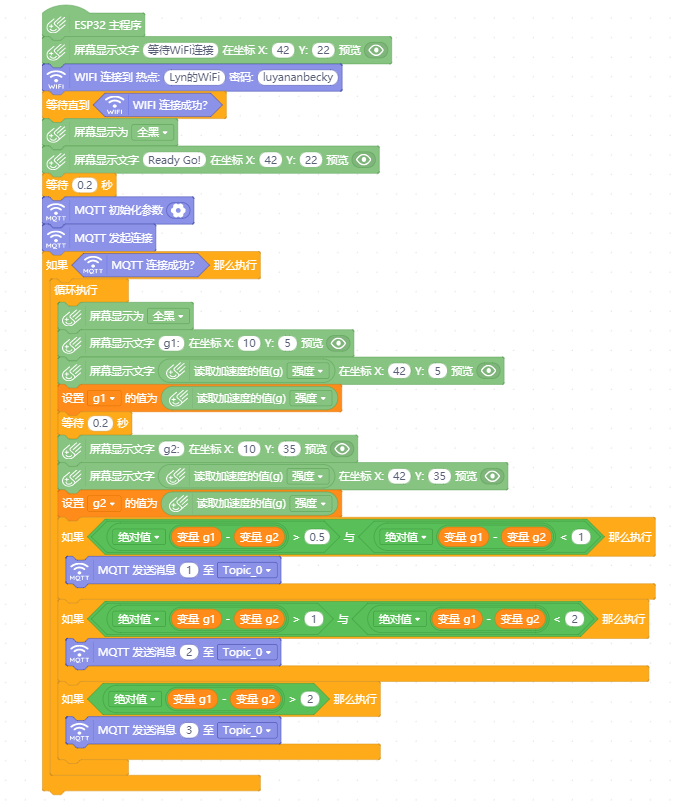 ESP32 主程序
屏幕显示文字 等待WiFi连接 在坐标 X: 42 Y: 22 预览
WIFI WIFI 连接到 热点: Lyn的WiFi 密码: luyananbecky
等待直到 WIFI WIFI 连接成功?
屏幕显示为 全黑
屏幕显示文字 Ready Go! 在坐标 X: 42 Y: 22 预览
等待 0.2 秒
MQTT MQTT 初始化参数
MQTT MQTT 发起连接
如果 MQTT MQTT 连接成功? 那么执行
循环执行
屏幕显示为 全黑
屏幕显示文字 g1: 在坐标 X: 10 Y: 5 预览
屏幕显示文字 读取加速度的值(g) 强度 在坐标 X: 42 Y: 5 预览
设置 g1 的值为 读取加速度的值(g) 强度
等待 0.2 秒
屏幕显示文字 g2: 在坐标 X: 10 Y: 35 预览
屏幕显示文字 读取加速度的值(g) 强度 在坐标 X: 42 Y: 35 预览
设置 g2 的值为 读取加速度的值(g) 强度
如果 绝对值 变量 g1 - 变量 g2 > 0.5 与 绝对值 变量 g1 - 变量 g2 < 1 那么执行
MQTT MQTT 发送消息 1 至 Topic_0
如果 绝对值 变量 g1 - 变量 g2 > 1 与 绝对值 变量 g1 - 变量 g2 < 2 那么执行
MQTT MQTT 发送消息 2 至 Topic_0
如果 绝对值 变量 g1 - 变量 g2 > 2 那么执行
MQTT MQTT 发送消息 3 至 Topic_0